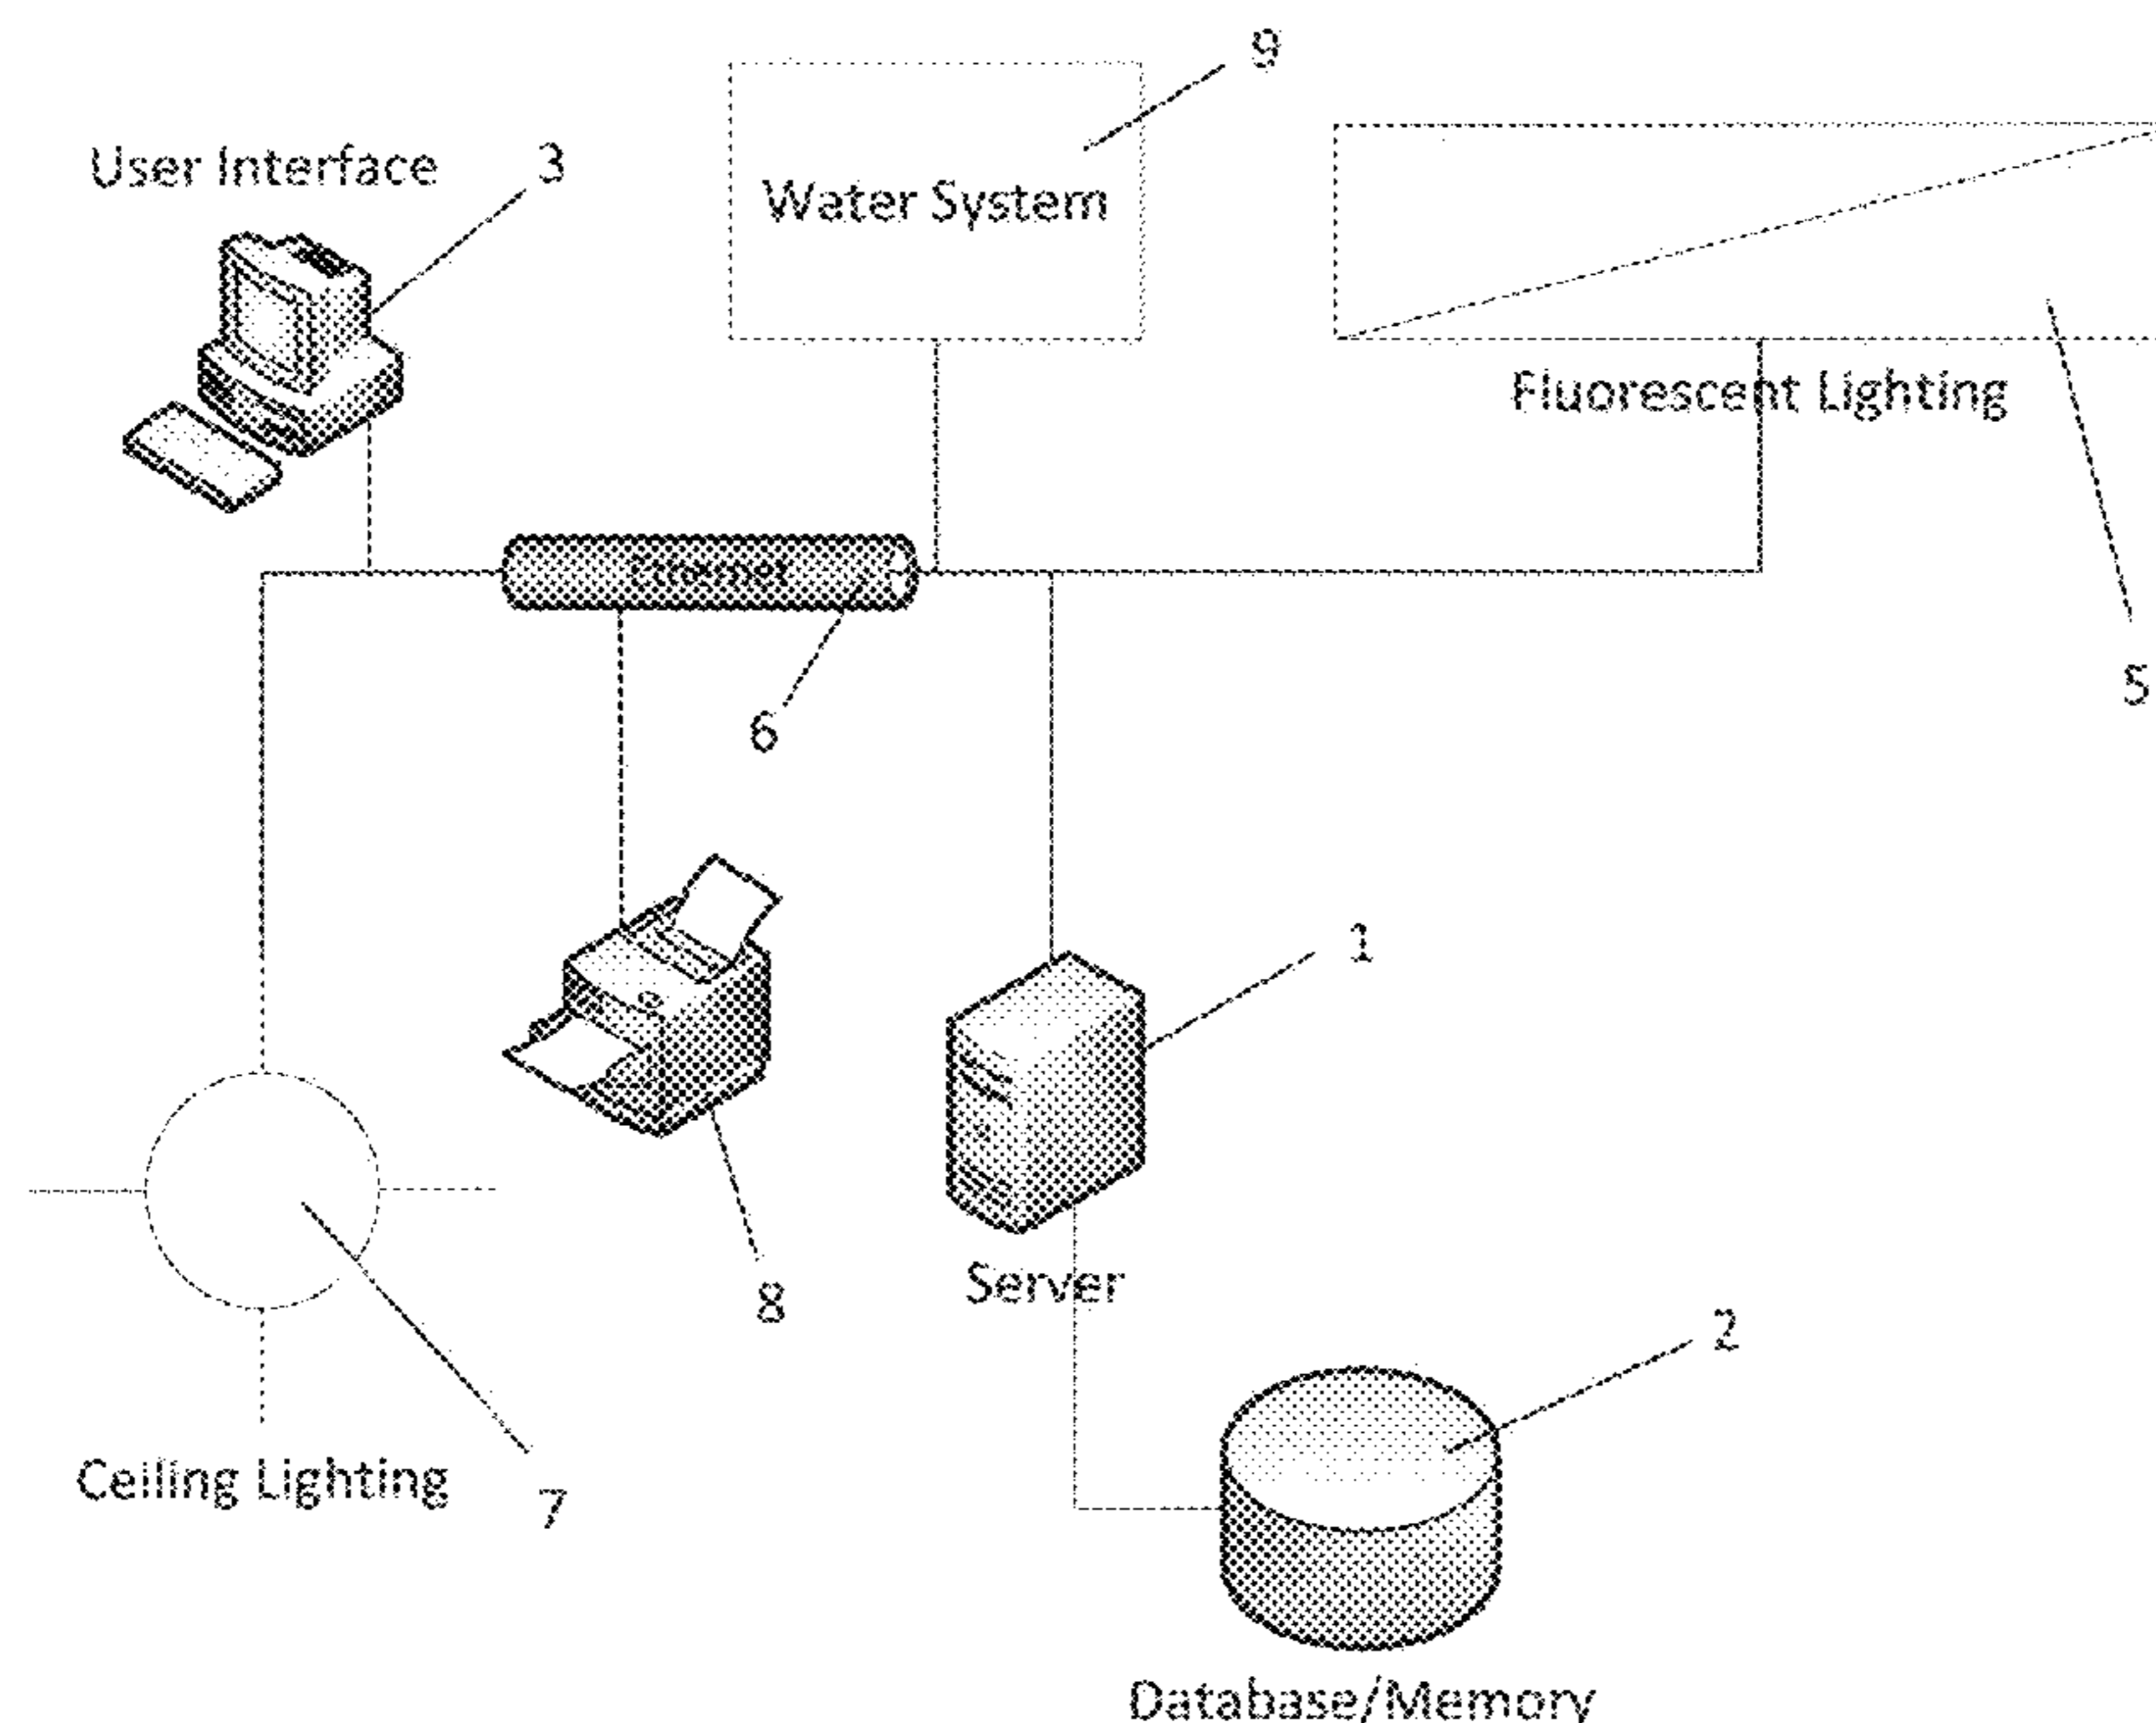 9
User Interface
3
Water System
Fluorescent Lighting
Ethernet
5
6
1
8
Server
2
Ceiling Lighting
7
Database/Memory